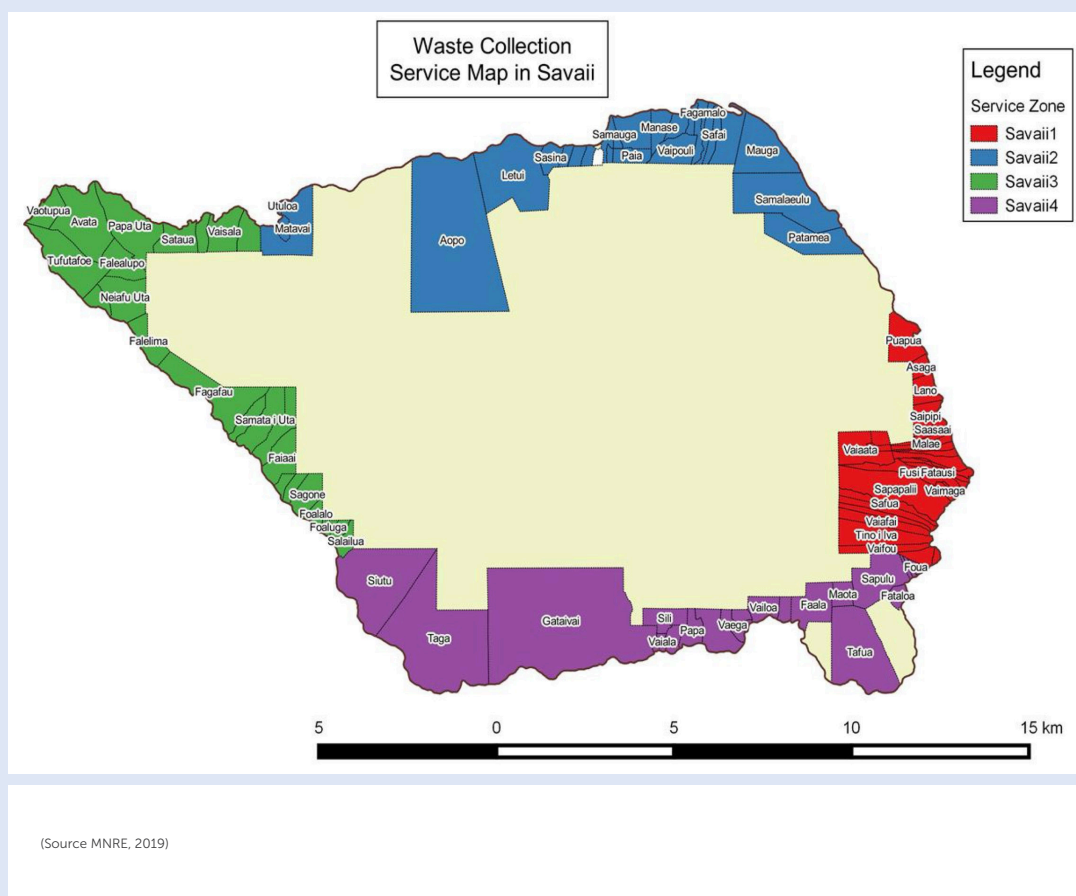 Waste Collection
Service Map in Savaii
Legend
Service Zone
Savaii1
Savaii2
Savaii3
Savaii4
Fagamalo
Samauga
Manase
Safai
Sasina
Paia
Vaipouli
Mauga
Letui
Samalaeulu
Utuloa
Matavai
Aopo
Patamea
Vaotupua
Avata
Papa Uta
Sataua
Vaisala
Tufutafoe
Falealupo
Neiafu Uta
Falelima
Fagafau
Samata i Uta
Faiaai
Sagone
Foalalo
Foaluga
Salailua
Puapua
Asaga
Lano
Saipipi
Saasaai
Malae
Vaiaata
Fusi Fatausi
Sapapalii
Vaimaga
Safua
Vaiafai
Tino i Iva
Vaifou
Foua
Sapulu
Fataloa
Maota
Faala
Vailoa
Siutu
Taga
Gataivai
Sili
Papa
Vaega
Vaiala
Tafua
5 0 5 10 15 km
(Source MNRE, 2019)